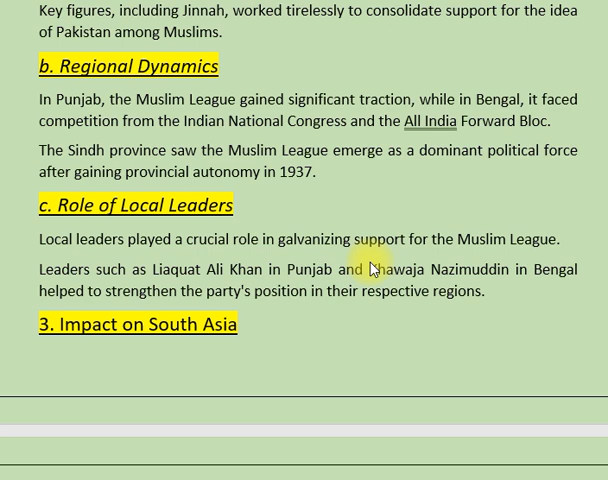 Key figures, including Jinnah, worked tirelessly to consolidate support for the idea
of Pakistan among Muslims.
b. Regional Dynamics
In Punjab, the Muslim League gained significant traction, while in Bengal, it faced
competition from the Indian National Congress and the All India Forward Bloc.
The Sindh province saw the Muslim League emerge as a dominant political force
after gaining provincial autonomy in 1937.
c. Role of Local Leaders
Local leaders played a crucial role in galvanizing support for the Muslim League.
Leaders such as Liaquat Ali Khan in Punjab and Khawaja Nazimuddin in Bengal
helped to strengthen the party's position in their respective regions.
3. Impact on South Asia